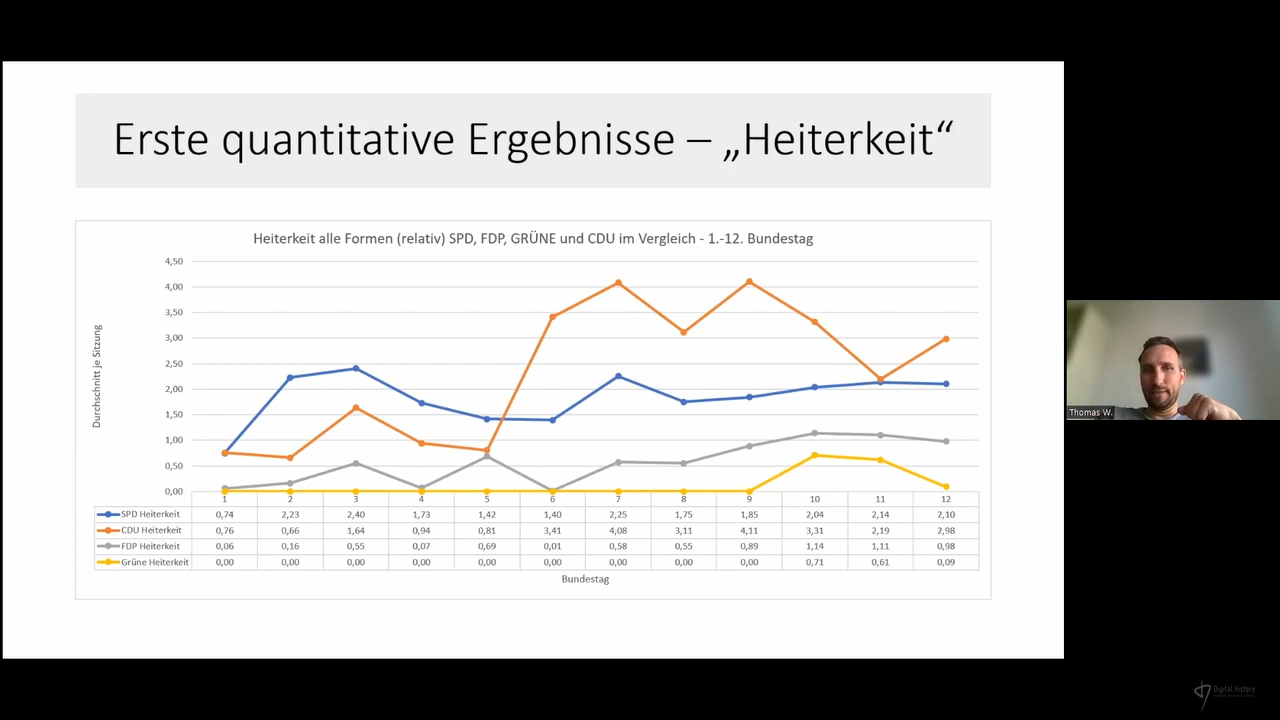 Erste quantitative Ergebnisse – „Heiterkeit“
Heiterkeit alle Formen (relativ) SPD, FDP, GRÜNE und CDU im Vergleich - 1.-12. Bundestag
Durchschnitt je Sitzung
4,50
4,00
3,50
3,00
2,50
2,00
1,50
1,00
0,50
0,00
1 2 3 4 5 6 7 8 9 10 11 12
SPD Heiterkeit 0,74 2,23 2,40 1,73 1,42 1,40 2,25 1,75 1,85 2,04 2,14 2,10
CDU Heiterkeit 0,76 0,66 1,64 0,94 0,81 3,41 4,08 3,11 4,11 3,31 2,19 2,98
FDP Heiterkeit 0,06 0,16 0,55 0,07 0,69 0,01 0,58 0,55 0,89 1,14 1,11 0,98
Grüne Heiterkeit 0,00 0,00 0,00 0,00 0,00 0,00 0,00 0,00 0,00 0,71 0,61 0,09
Bundestag
Thomas W.
Digital History